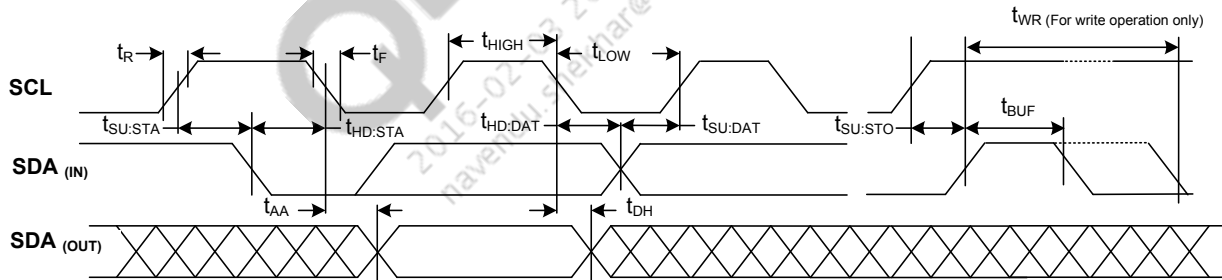 tWR (For write operation only)
tR
tF
tHIGH
tLOW
SCL
tSU:STA
tHD:STA
tHD:DAT
tSU:DAT
tSU:STO
tBUF
SDA (IN)
tAA
tDH
SDA (OUT)